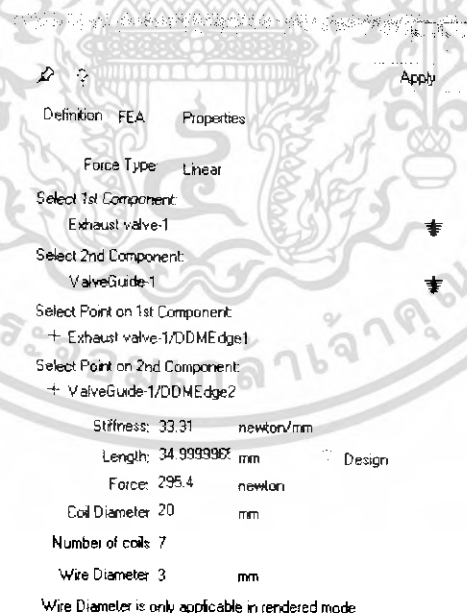 Apply
Definition FEA Properties
Force Type: Linear
Select 1st Component:
Exhaust valve-1
Select 2nd Component:
ValveGuide-1
Select Point on 1st Component:
Exhaust valve-1/DDMEdge1
Select Point on 2nd Component:
ValveGuide-1/DDMEdge2
Stiffness: 33.31 newton/mm
Length: 34.9999965 mm Design
Force: 295.4 newton
Coil Diameter 20 mm
Number of coils 7
Wire Diameter 3 mm
Wire Diameter is only applicable in rendered mode